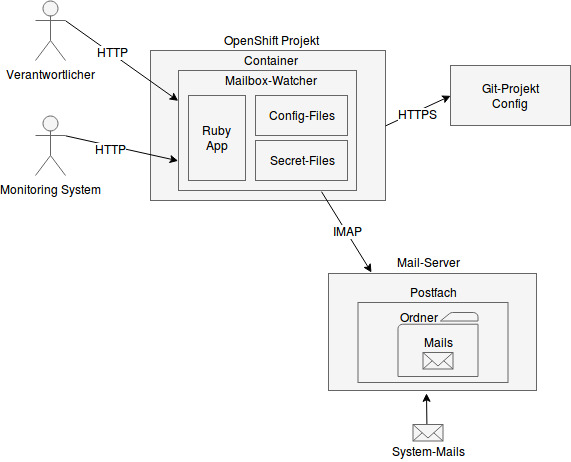 OpenShift Projekt
HTTP
Container
Verantwortlicher
Mailbox-Watcher
Git-Projekt
Config
Ruby
App
Config-Files
HTTPS
HTTP
Secret-Files
Monitoring System
IMAP
Mail-Server
Postfach
Ordner
Mails
System-Mails